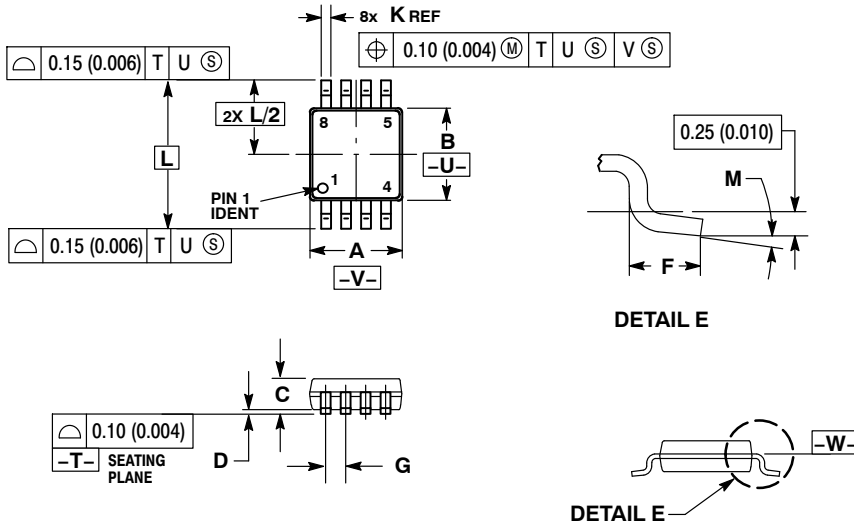 8x K REF
⌖ 0.10 (0.004) Ⓜ T U Ⓢ V Ⓢ
⌓ 0.15 (0.006) T U Ⓢ
2X L/2
8 5
B
–U–
L
PIN 1
IDENT
1 4
⌓ 0.15 (0.006) T U Ⓢ
A
–V–
0.25 (0.010)
M
F
DETAIL E
C
⌓ 0.10 (0.004)
–T– SEATING
PLANE
D
G
–W–
DETAIL E